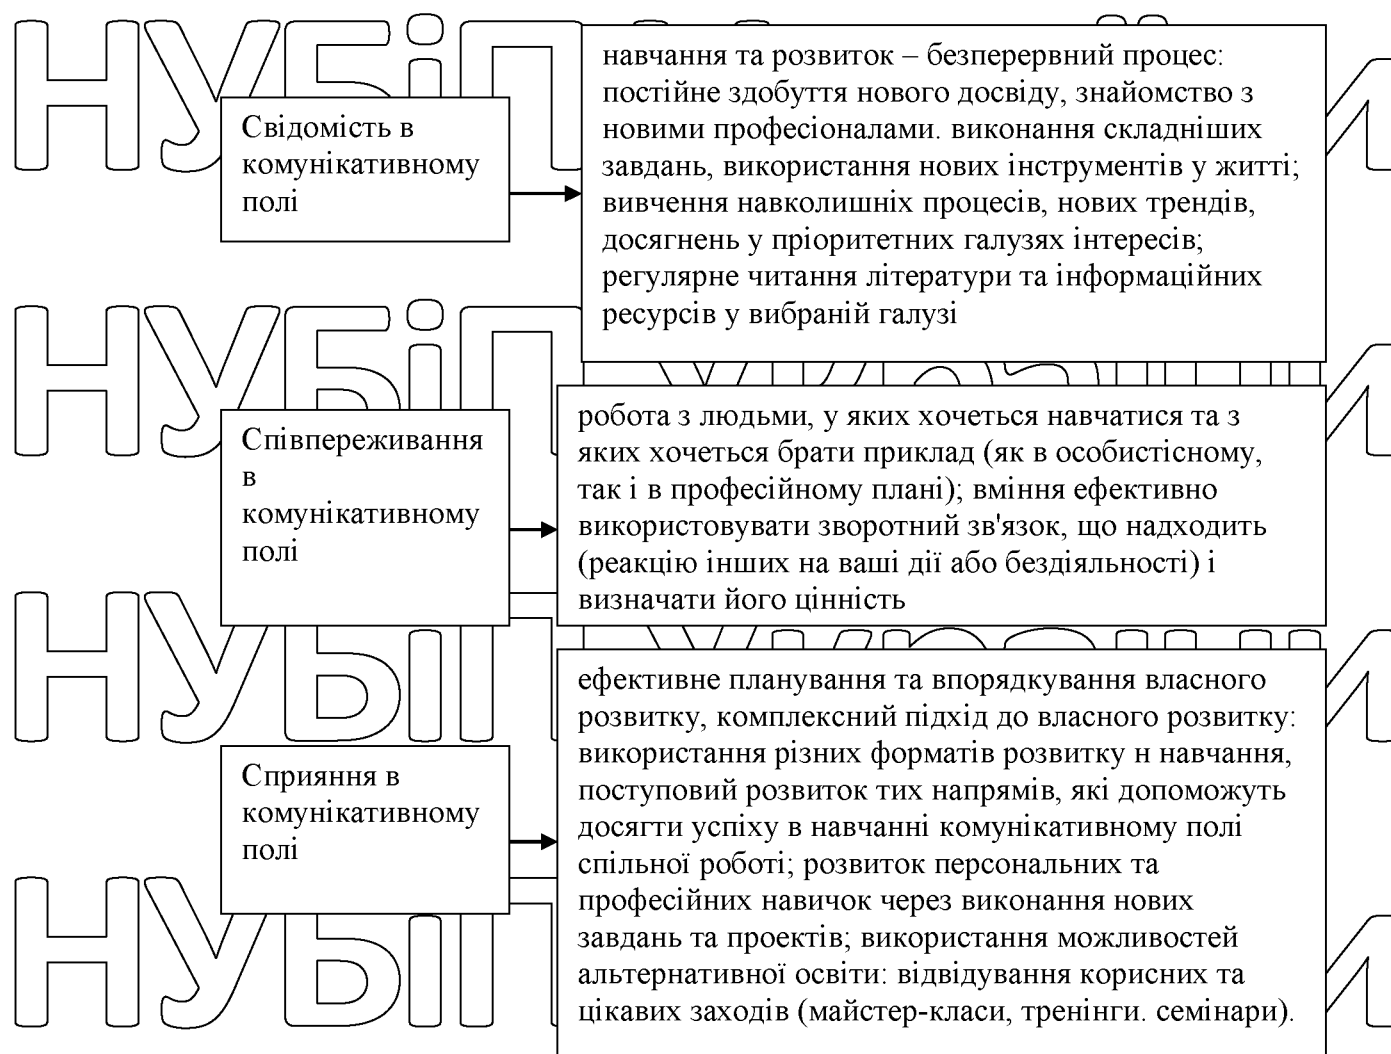 Свідомість в
комунікативному
полі
навчання та розвиток – безперервний процес:
постійне здобуття нового досвіду, знайомство з
новими професіоналами. виконання складніших
завдань, використання нових інструментів у житті;
вивчення навколишніх процесів, нових трендів,
досягнень у пріоритетних галузях інтересів;
регулярне читання літератури та інформаційних
ресурсів у вибраній галузі
Співпереживання
в
комунікативному
полі
робота з людьми, у яких хочеться навчатися та з
яких хочеться брати приклад (як в особистісному,
так і в професійному плані); вміння ефективно
використовувати зворотний зв'язок, що надходить
(реакцію інших на ваші дії або бездіяльності) і
визначати його цінність
Сприяння в
комунікативному
полі
ефективне планування та впорядкування власного
розвитку, комплексний підхід до власного розвитку:
використання різних форматів розвитку н навчання,
поступовий розвиток тих напрямів, які допоможуть
досягти успіху в навчанні комунікативному полі
спільної роботі; розвиток персональних та
професійних навичок через виконання нових
завдань та проектів; використання можливостей
альтернативної освіти: відвідування корисних та
цікавих заходів (майстер-класи, тренінги. семінари).